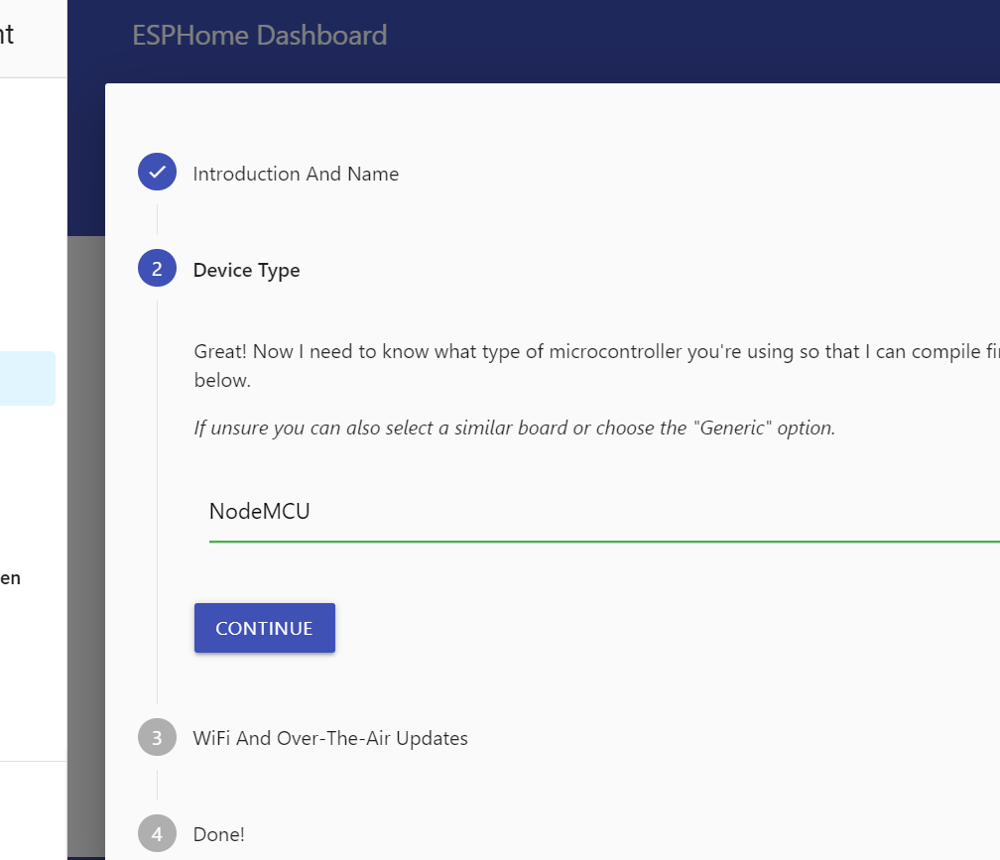 nt
ESPHome Dashboard
Introduction And Name
2
Device Type
Great! Now I need to know what type of microcontroller you're using so that I can compile
below.
If unsure you can also select a similar board or choose the "Generic" option.
NodeMCU
en
CONTINUE
3
WiFi And Over-The-Air Updates
4
Done!